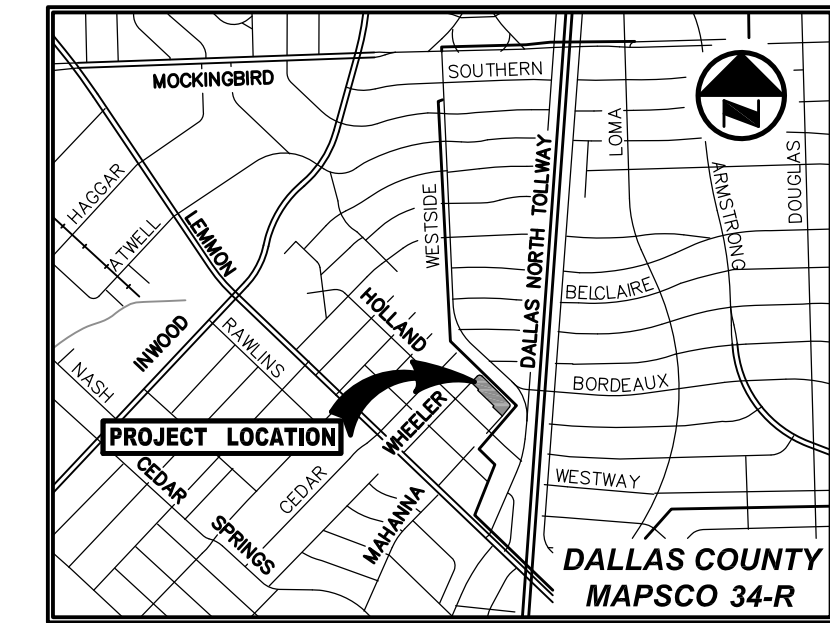 MOCKINGBIRD
SOUTHERN
N
HAGGAR
ATWELL
LEMMON
WESTSIDE
DALLAS NORTH TOLLWAY
LOMA
ARMSTRONG
DOUGLAS
BELCLAIRE
HOLLAND
INWOOD
RAWLINS
NASH
BORDEAUX
PROJECT LOCATION
WHEELER
CEDAR SPRINGS
CEDAR
MAHANNA
WESTWAY
DALLAS COUNTY
MAPSCO 34-R